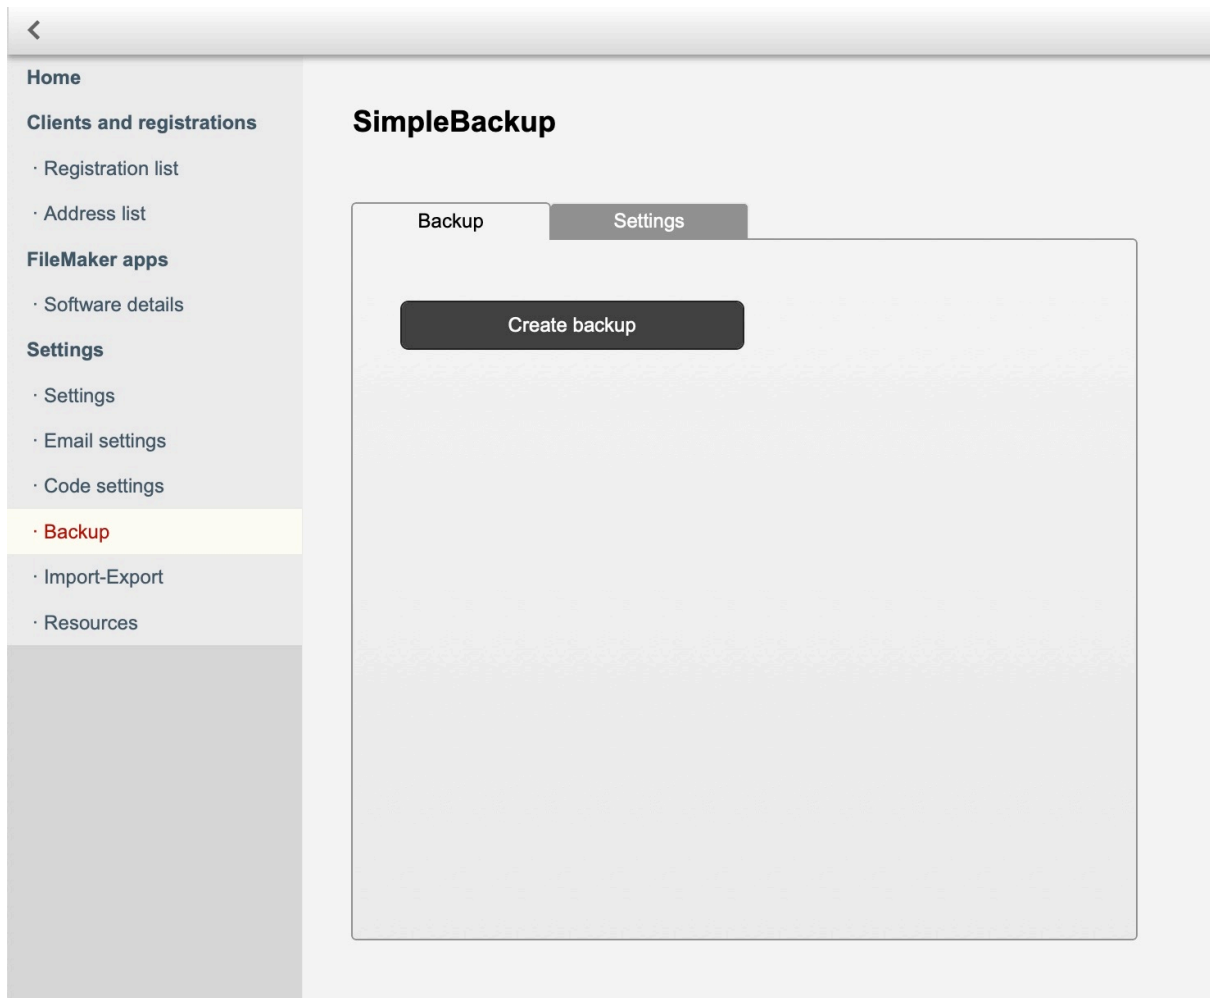 Home
Clients and registrations
· Registration list
· Address list
FileMaker apps
· Software details
Settings
· Settings
· Email settings
· Code settings
· Backup
· Import-Export
· Resources
SimpleBackup
Backup Settings
Create backup